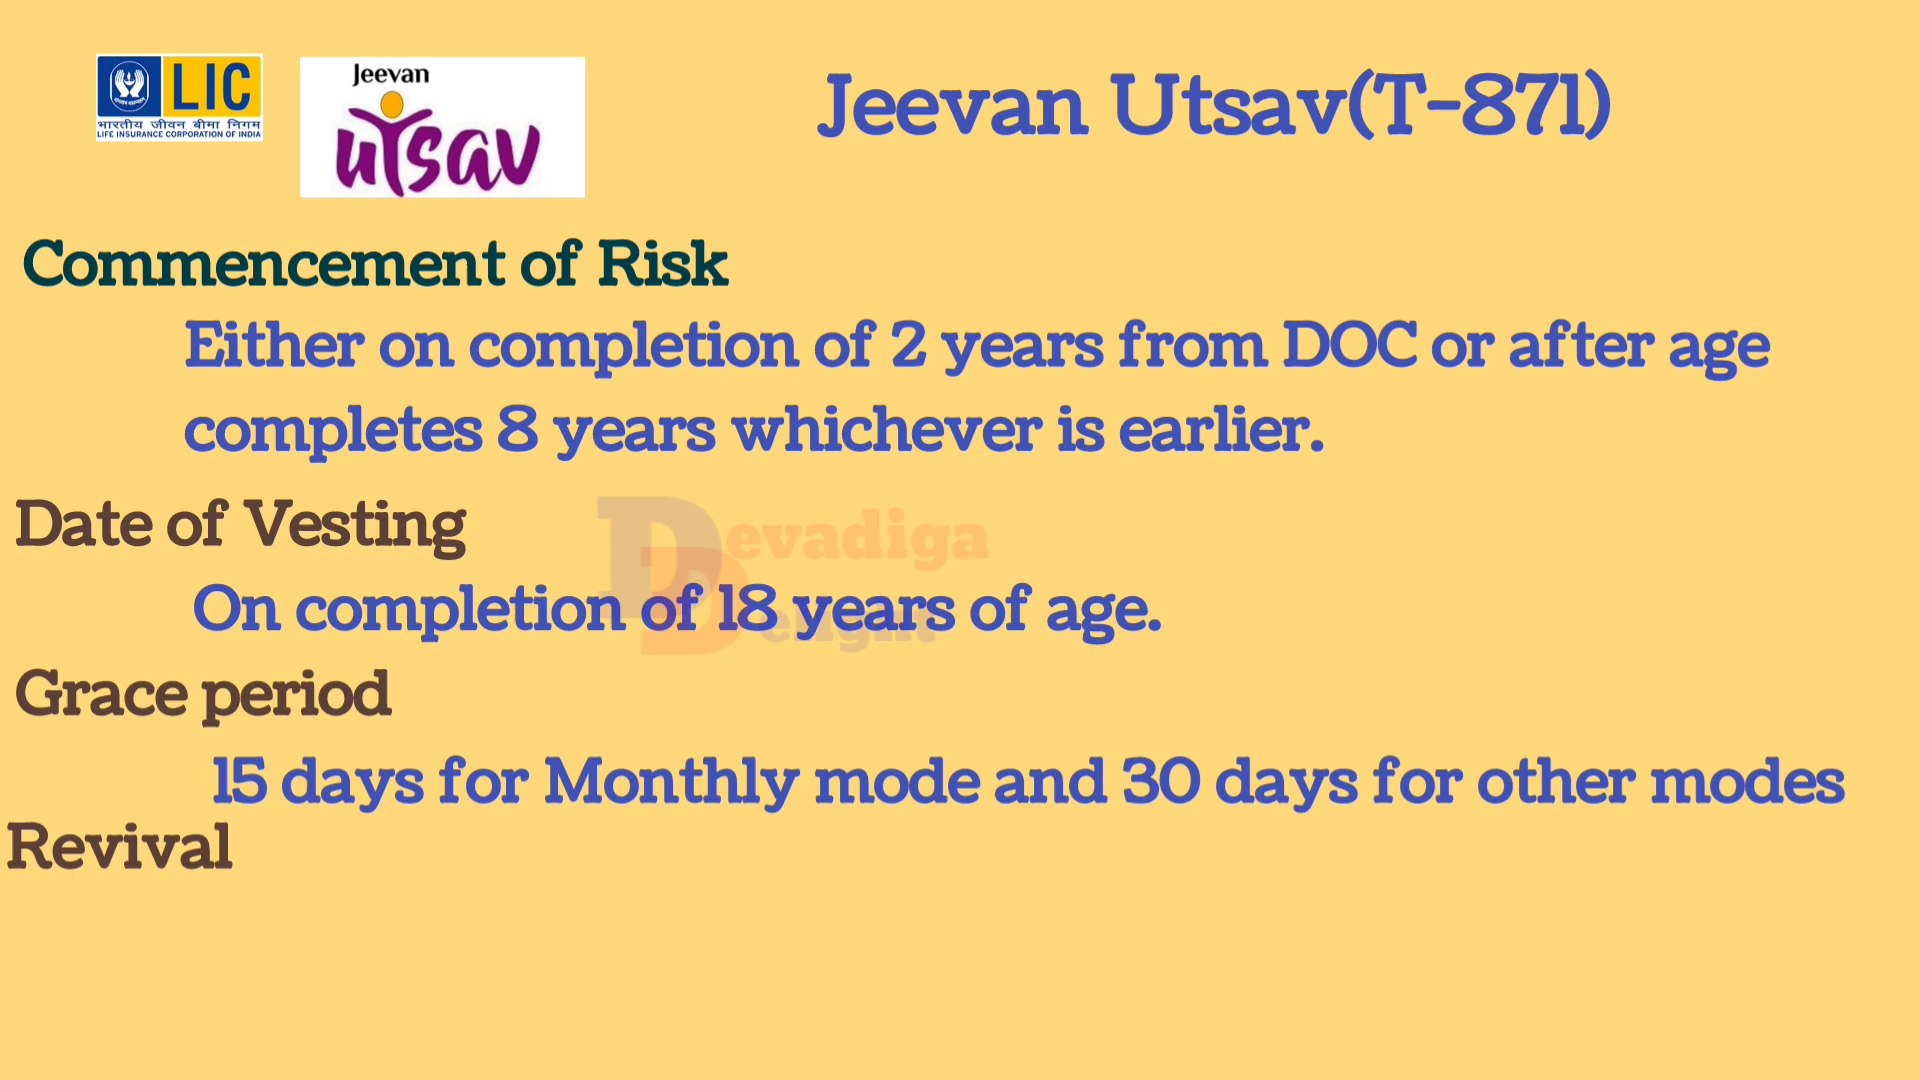 LIC
भारतीय जीवन बीमा निगम
LIFE INSURANCE CORPORATION OF INDIA
Jeevan
utsav
Jeevan Utsav(T-871)
Commencement of Risk
Either on completion of 2 years from DOC or after age
completes 8 years whichever is earlier.
Date of Vesting
Devadiga
Delight
On completion of 18 years of age.
Grace period
15 days for Monthly mode and 30 days for other modes
Revival